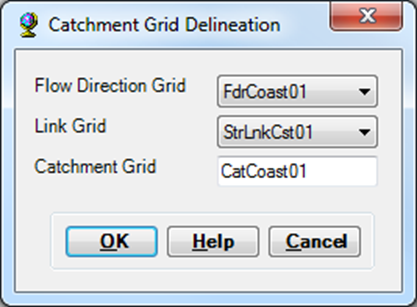 Catchment Grid Delineation
Flow Direction Grid FdrCoast01
Link Grid StrLnkCst01
Catchment Grid CatCoast01
OK Help Cancel